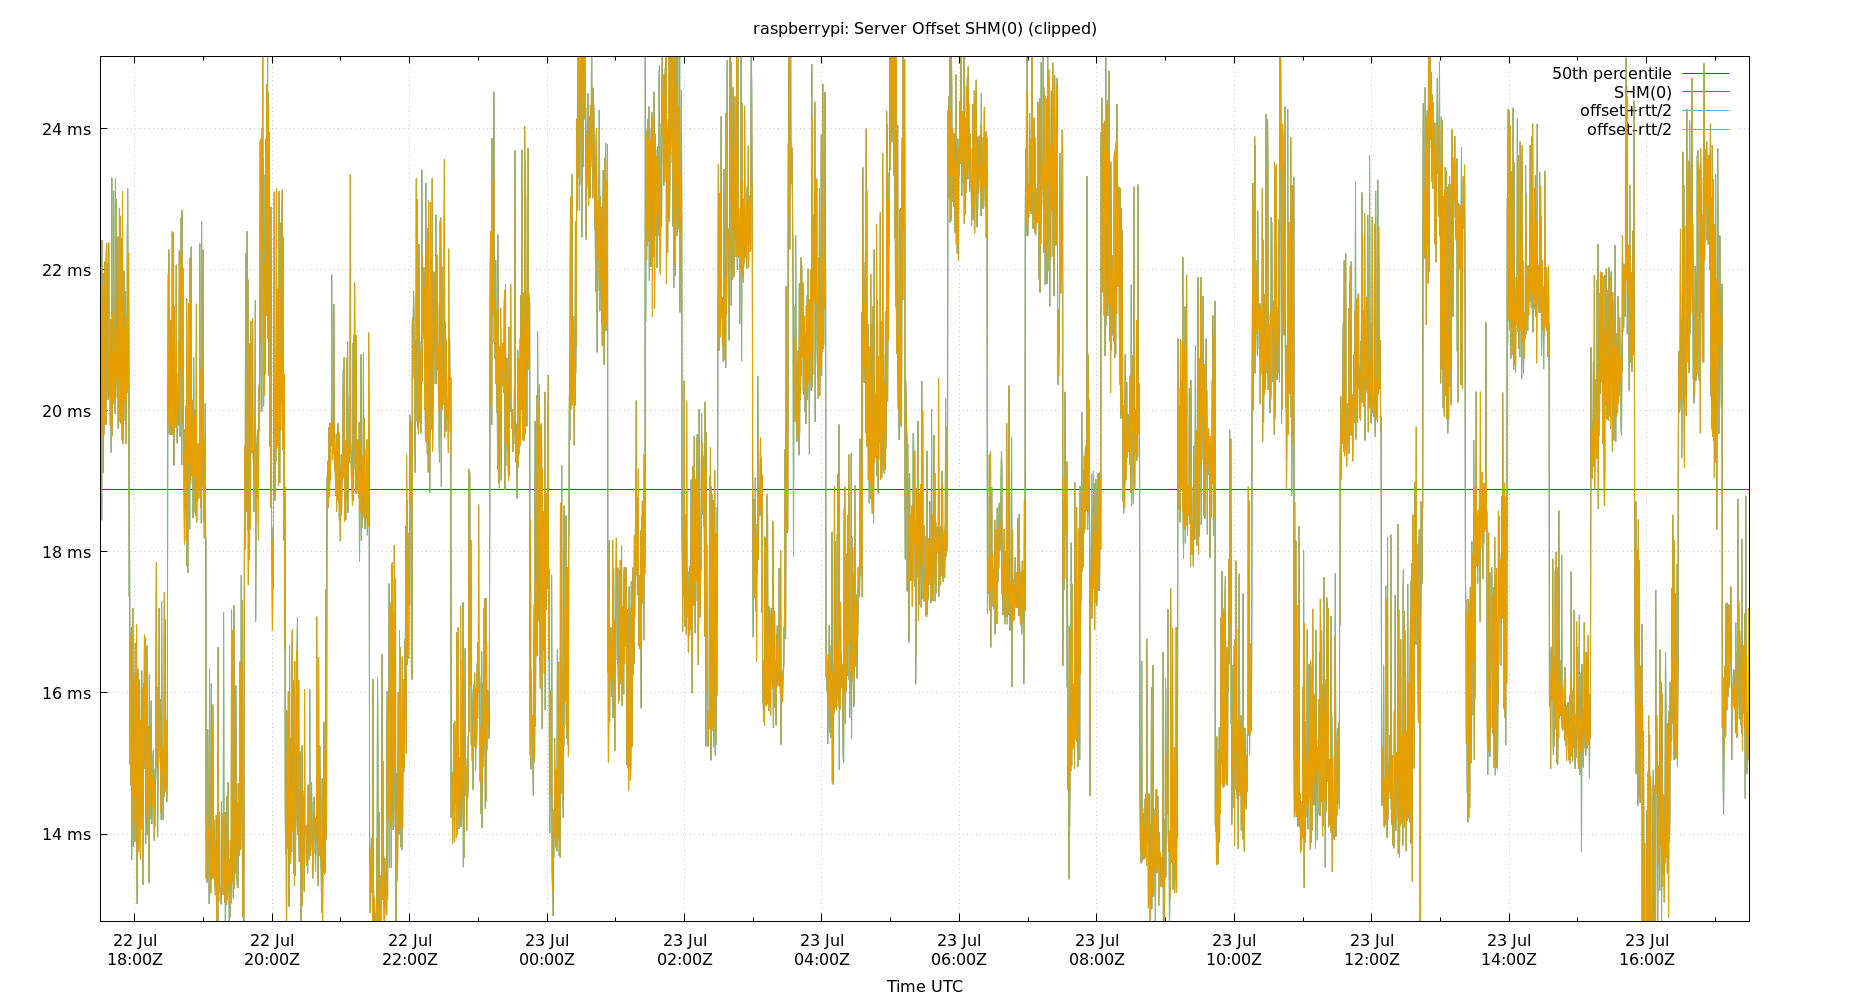 raspberrypi: Server Offset SHM(0) (clipped)
50th percentile
SHM(0)
offset+rtt/2
offset-rtt/2
24 ms
22 ms
20 ms
18 ms
16 ms
14 ms
22 Jul 22 Jul 22 Jul 23 Jul 23 Jul 23 Jul 23 Jul 23 Jul 23 Jul 23 Jul 23 Jul 23 Jul
18:00Z 20:00Z 22:00Z 00:00Z 02:00Z 04:00Z 06:00Z 08:00Z 10:00Z 12:00Z 14:00Z 16:00Z
Time UTC